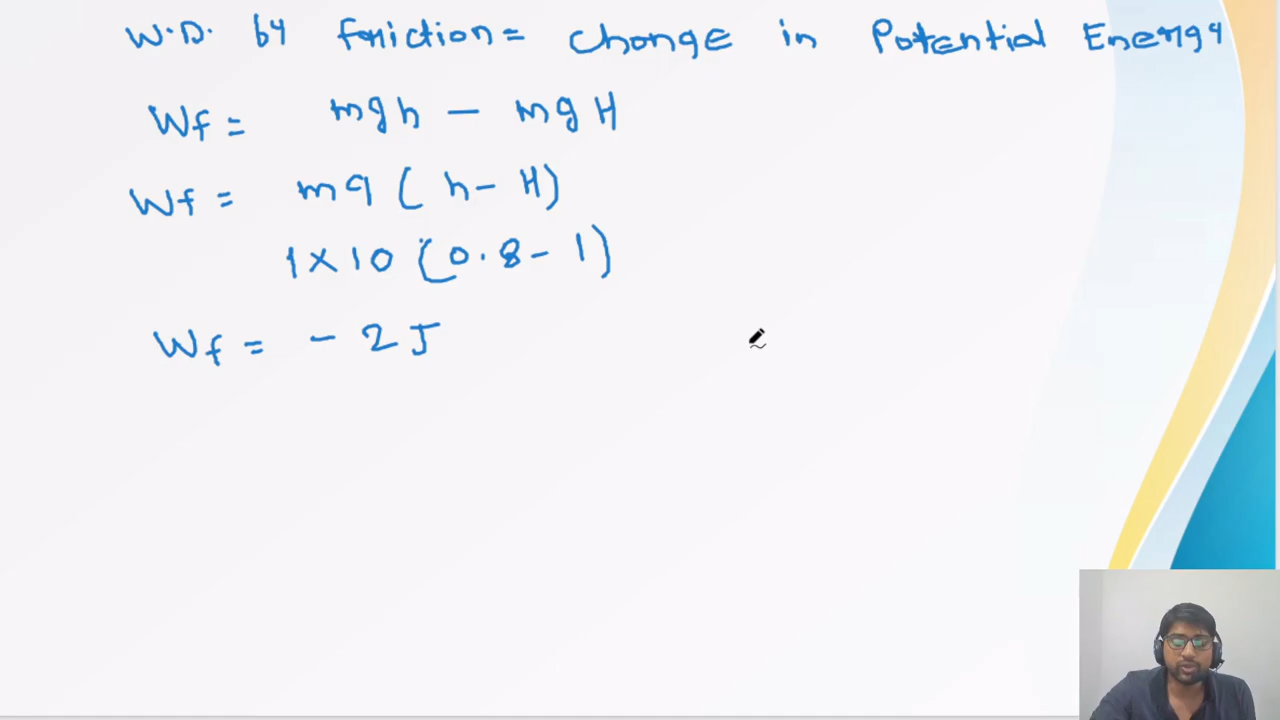 W.D. by friction = Change in Potential Energy
Wf = mgh - mgH
Wf = mg (h - H)
1 × 10 (0.8 - 1)
Wf = - 2 J